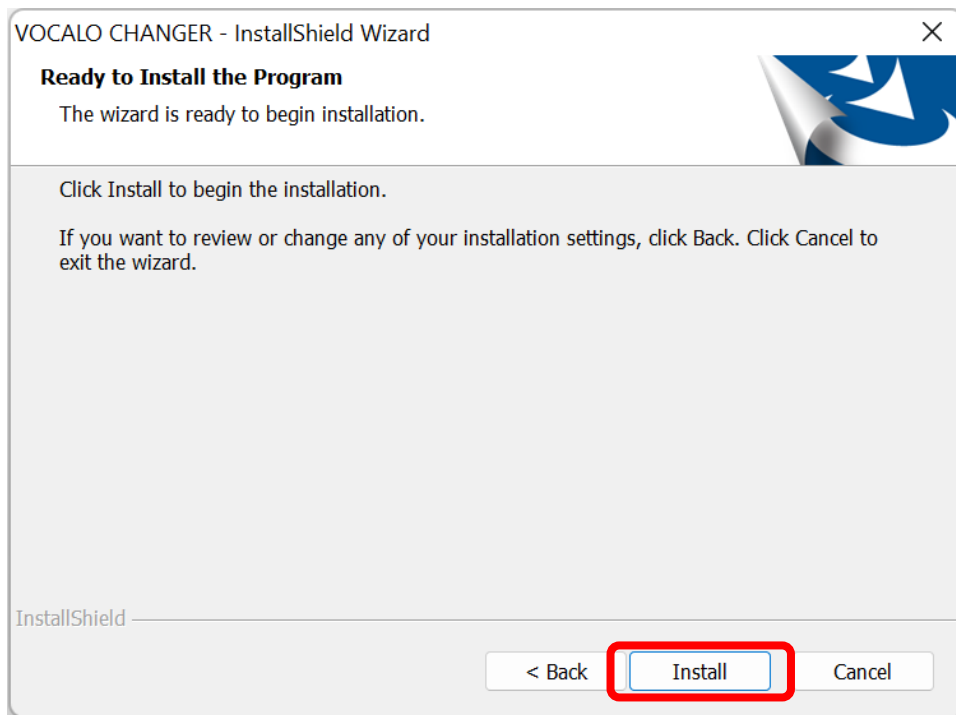 VOCALO CHANGER - InstallShield Wizard
Ready to Install the Program
The wizard is ready to begin installation.
Click Install to begin the installation.
If you want to review or change any of your installation settings, click Back. Click Cancel to
exit the wizard.
InstallShield
< Back
Install
Cancel